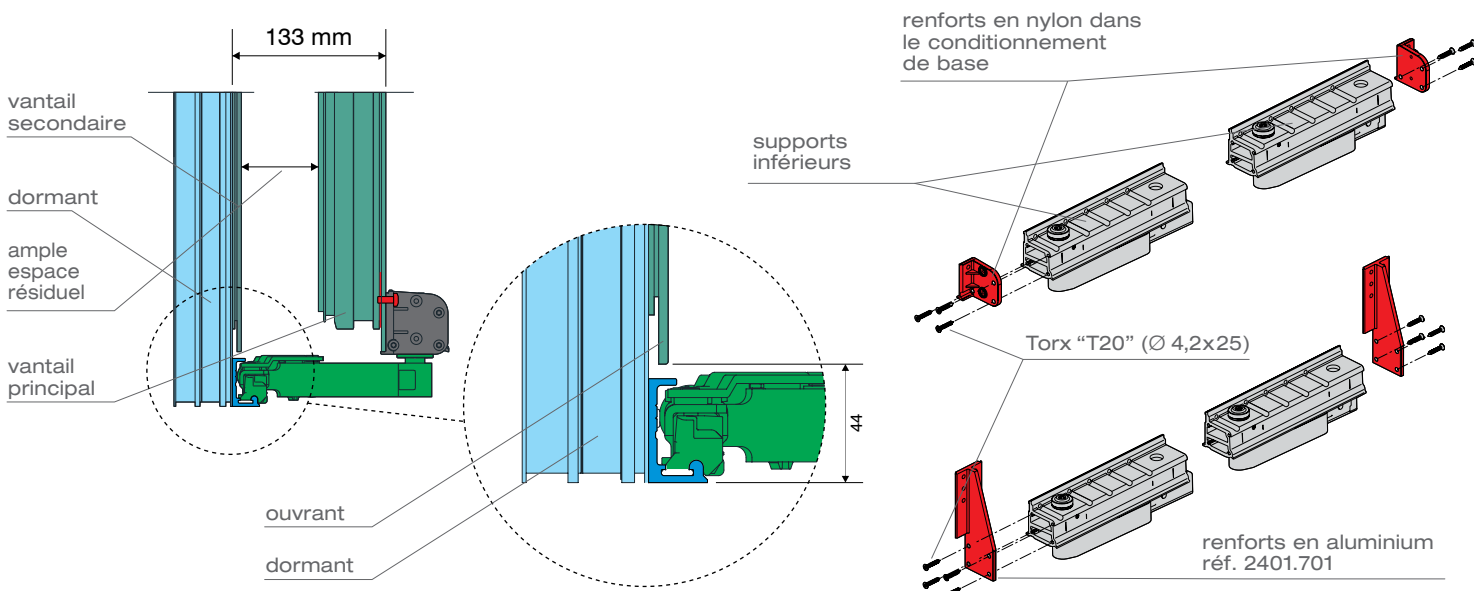 133 mm
vantail
secondaire
dormant
ample
espace
résiduel
vantail
principal
ouvrant
dormant
44
renforts en nylon dans
le conditionnement
de base
supports
inférieurs
Torx “T20” (Ø 4,2x25)
renforts en aluminium
réf. 2401.701